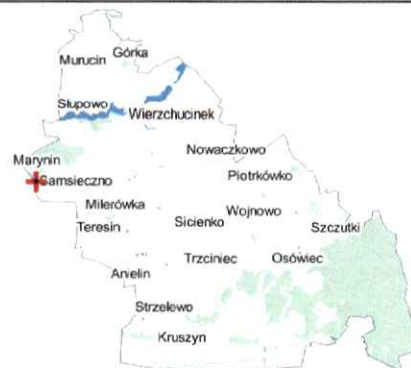 Górka
Murucin
Słupowo
Wierzchucinek
Nowaczkowo
Marynin
Piotrkówko
Samsieczno
Milerówka
Wojnowo
Sicienko
Teresin
Szczutki
Trzciniec
Osówiec
Anielin
Strzelewo
Kruszyn